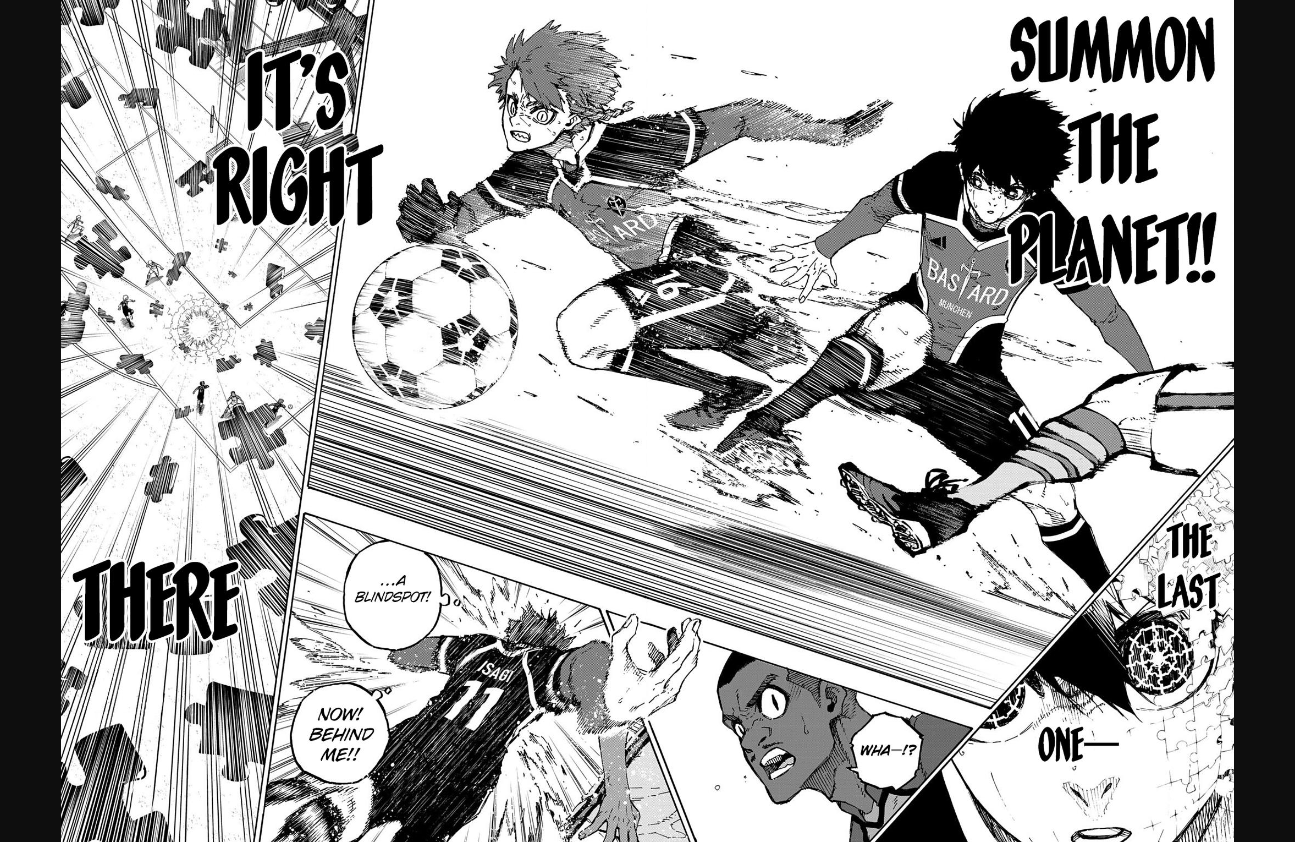 SUMMON
THE
PLANET!!
BASTARD
MÜNCHEN
11
BASTARD
THE
LAST
ONE—
WHA—!?
...A
BLINDSPOT!
NOW!
BEHIND
ME!!
ISAGI
11
IT'S
RIGHT
THERE